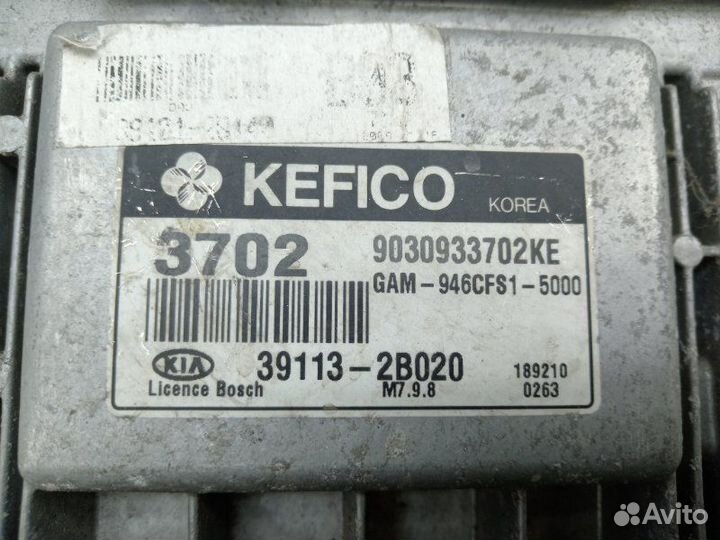 KEFICO KOREA
3702 9030933702KE
GAM-946CFS1-5000
KIA 39113-2B020 189210
Licence Bosch M7.9.8 0263
Avito